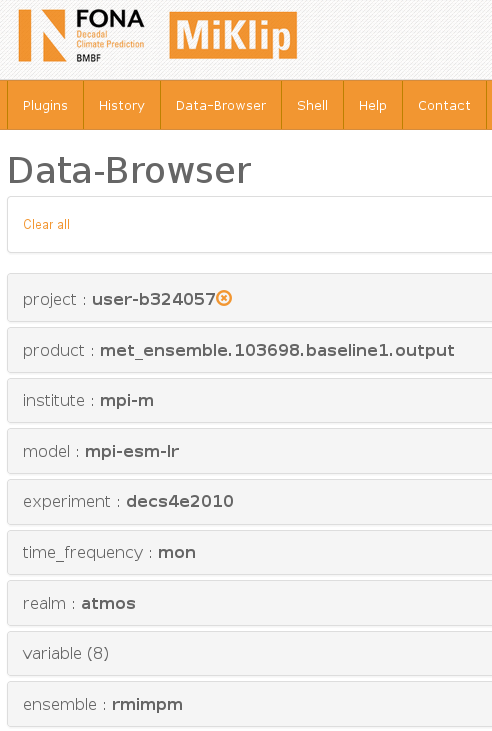 FONA
Decadal
Climate Prediction
BMBF
MiKlip
Plugins History Data-Browser Shell Help Contact
Data-Browser
Clear all
project : user-b324057
product : met_ensemble.103698.baseline1.output
institute : mpi-m
model : mpi-esm-lr
experiment : decs4e2010
time_frequency : mon
realm : atmos
variable (8)
ensemble : rmimpm